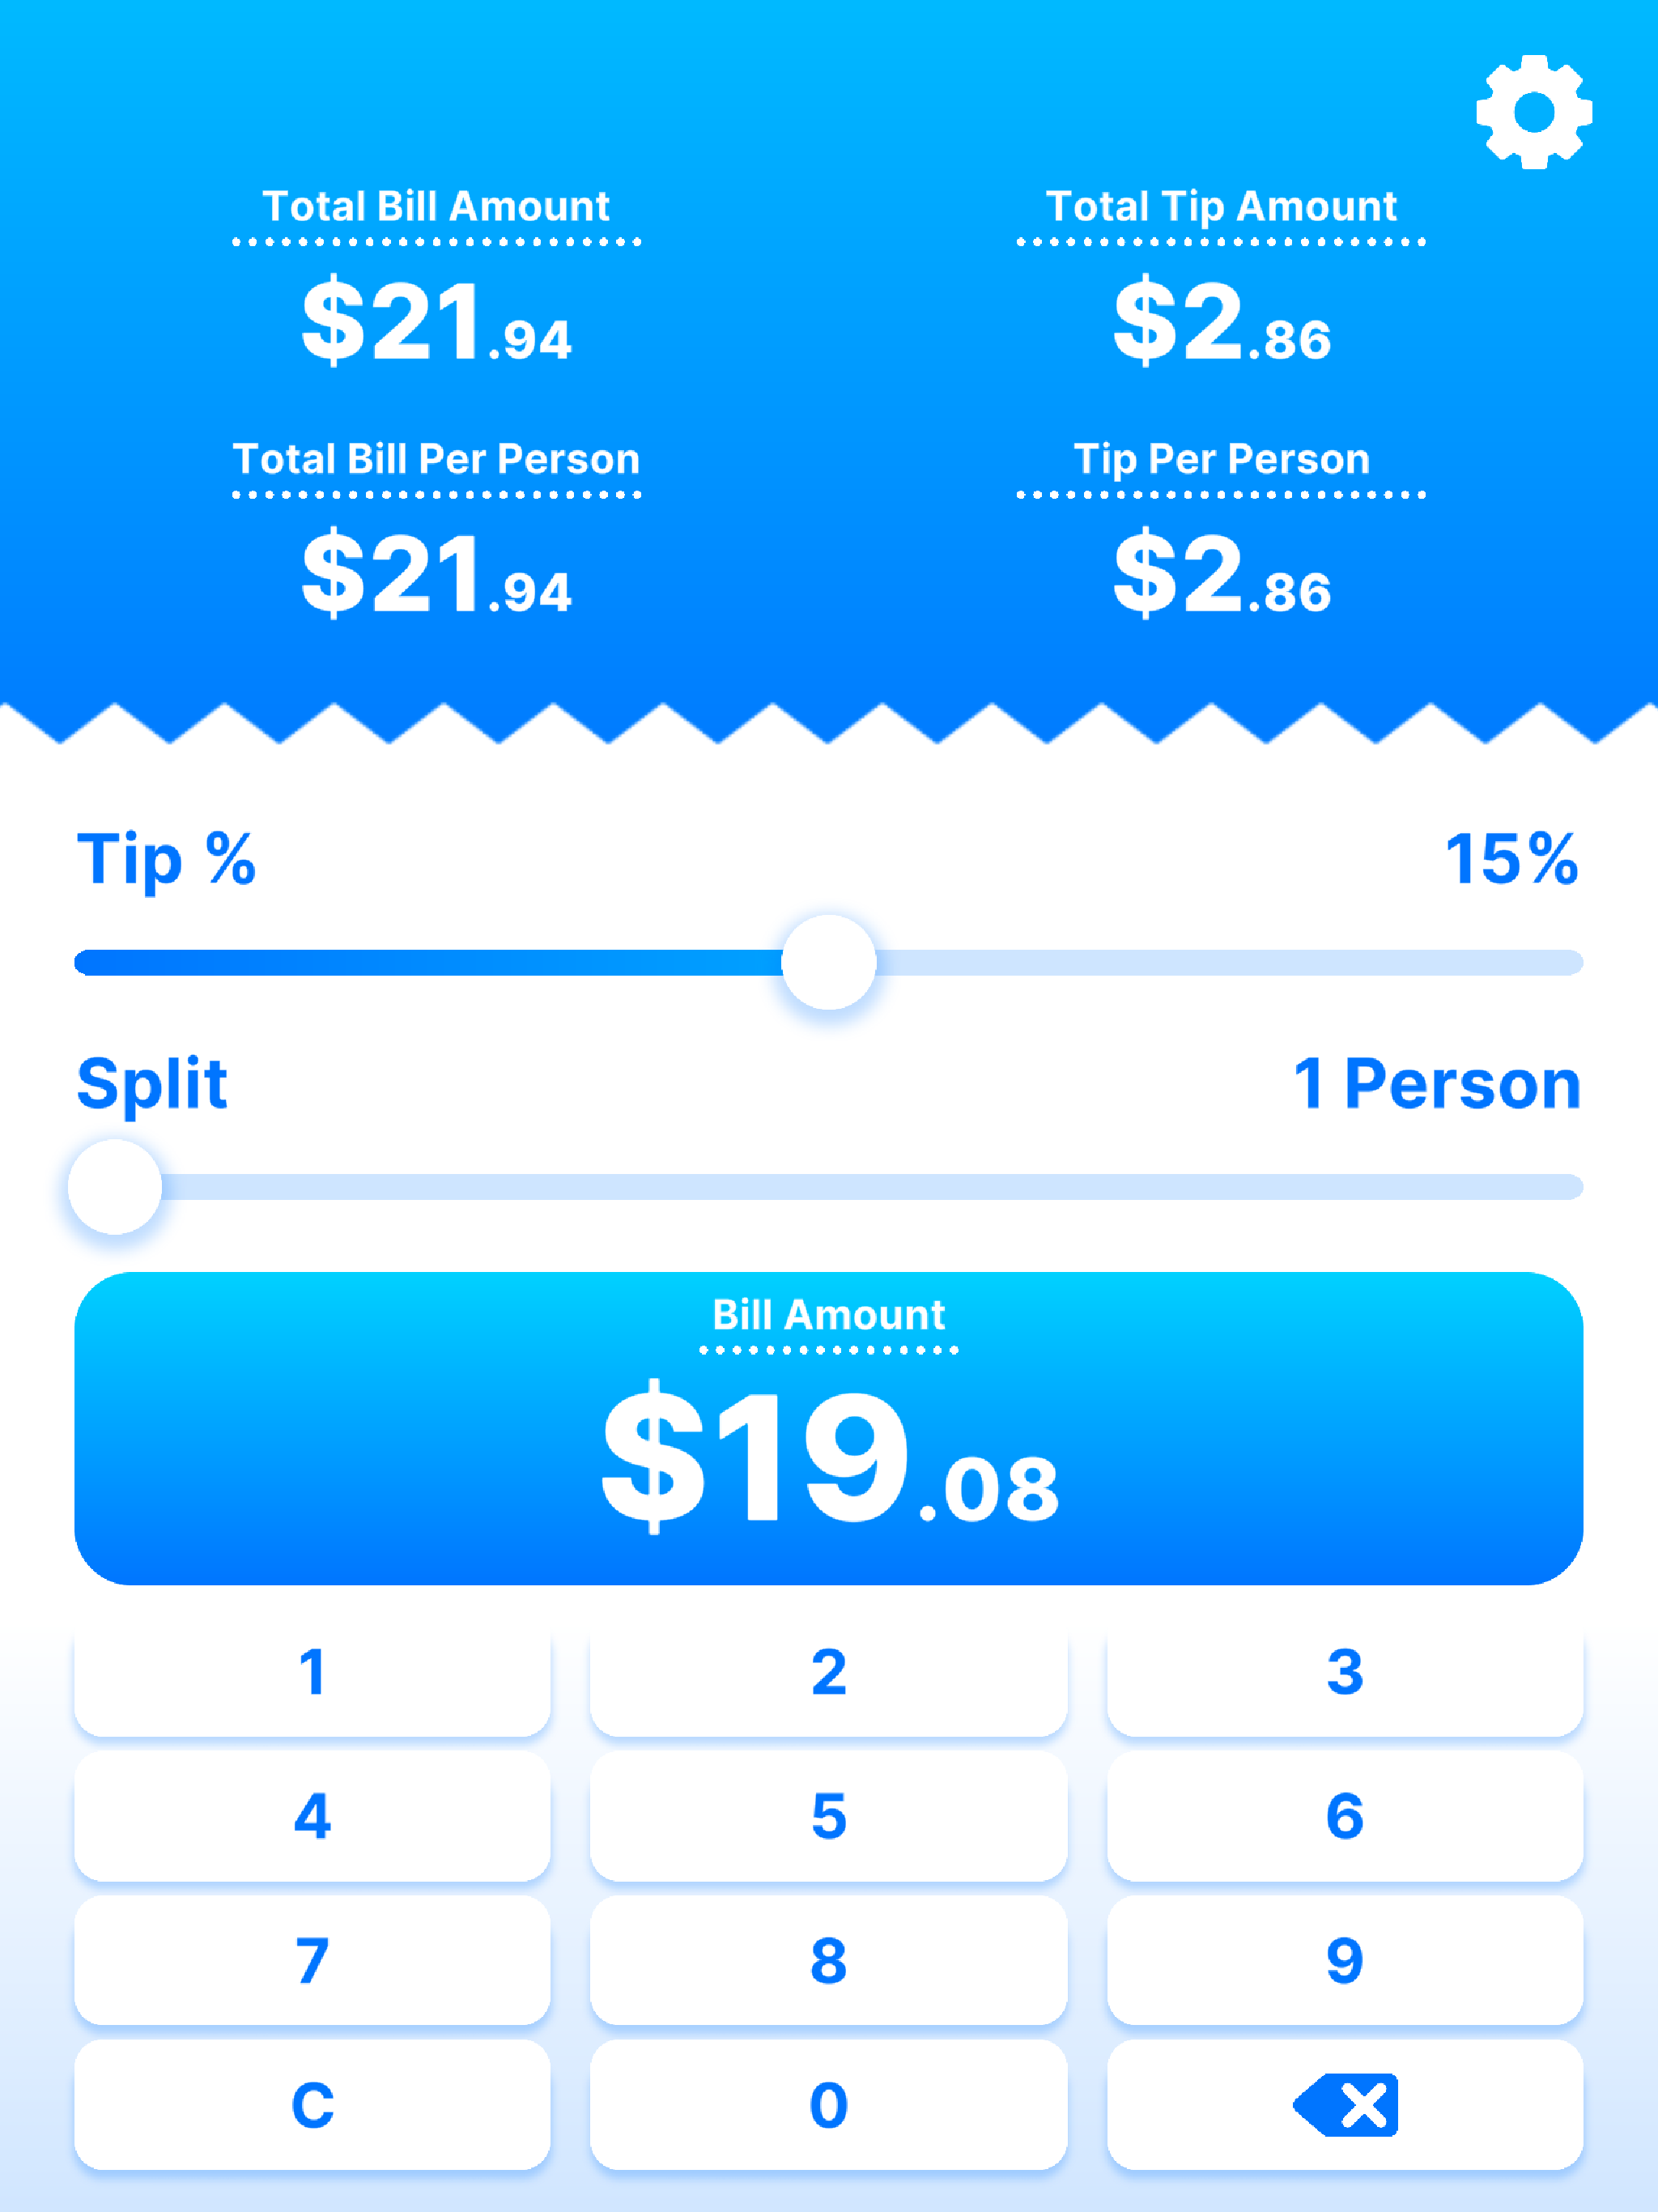 Total Bill Amount
$21.94
Total Tip Amount
$2.86
Total Bill Per Person
$21.94
Tip Per Person
$2.86
Tip % 15%
Split 1 Person
Bill Amount
$19.08
1 2 3
4 5 6
7 8 9
C 0